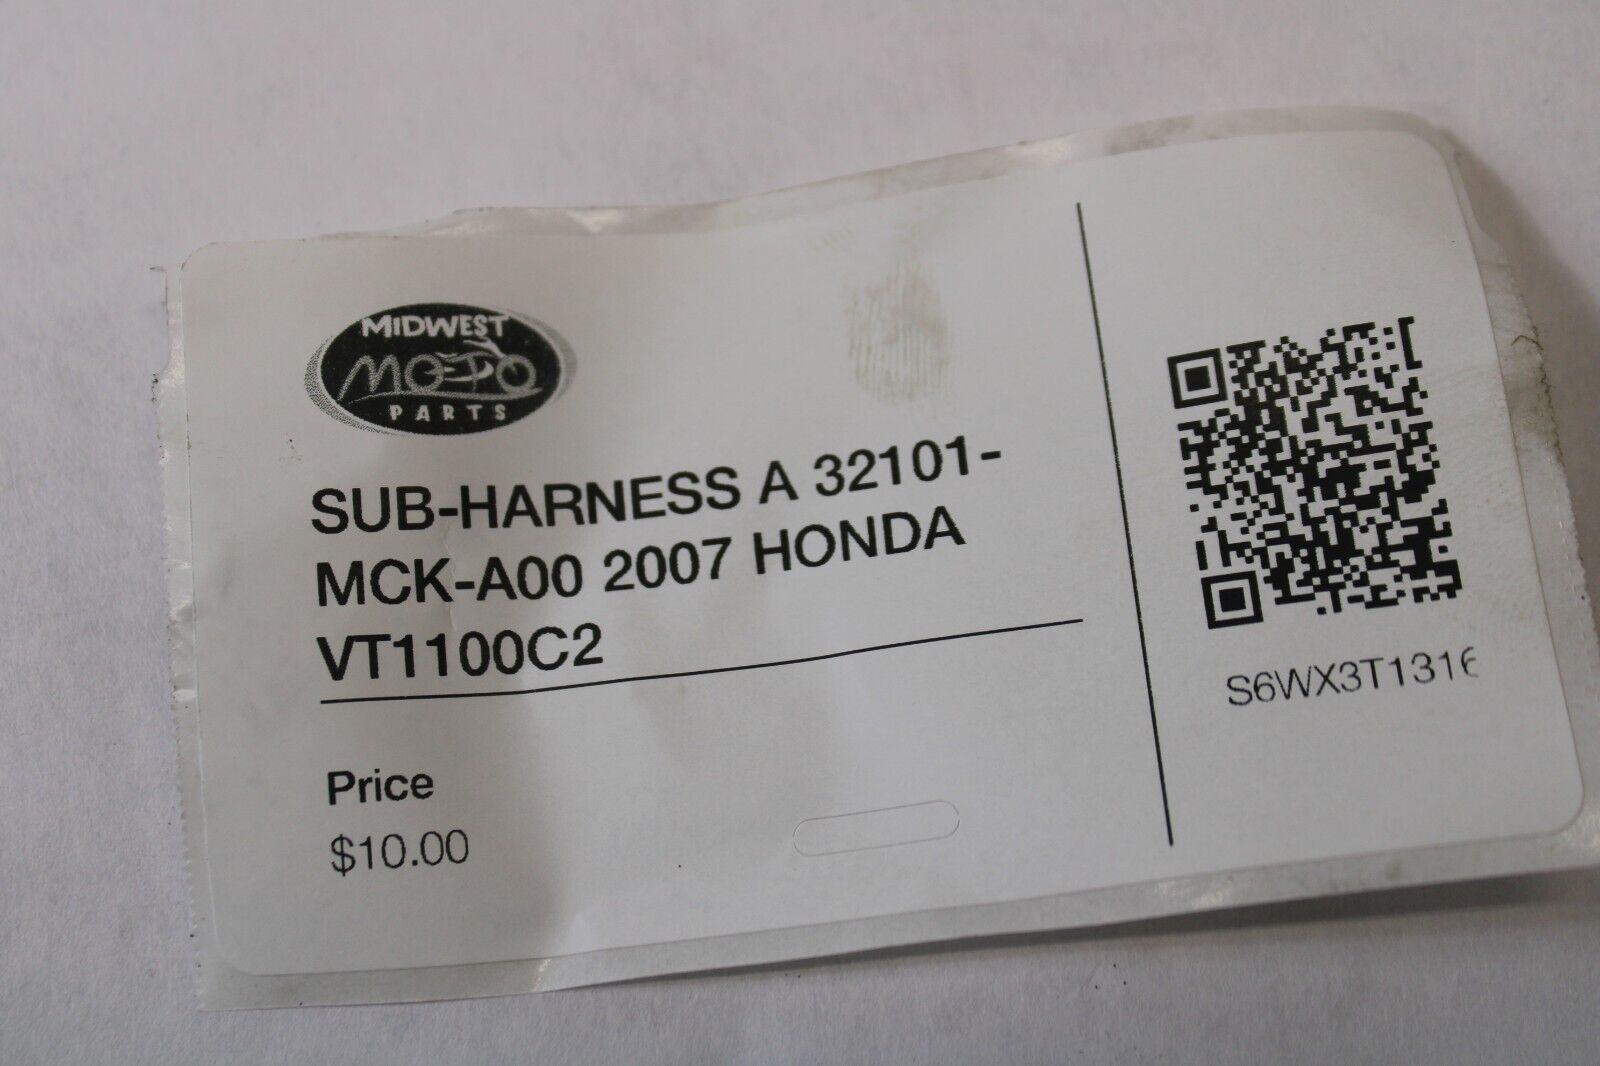 MIDWEST
MOTO
PARTS
SUB-HARNESS A 32101-
MCK-A00 2007 HONDA
VT1100C2
Price
$10.00
S6WX3T1316